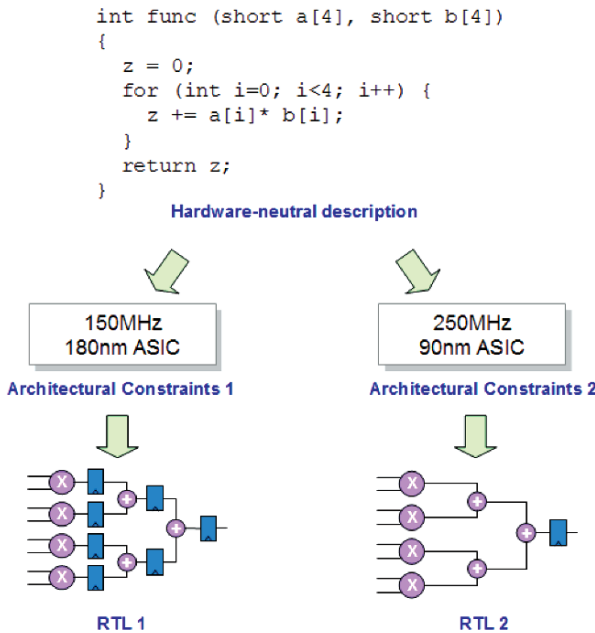 int func (short a[4], short b[4])
{
z = 0;
for (int i=0; i<4; i++) {
z += a[i]* b[i];
}
return z;
}
Hardware-neutral description
150MHz
180nm ASIC
250MHz
90nm ASIC
Architectural Constraints 1
Architectural Constraints 2
X
+
X
+
X
+
X
X
+
X
+
X
+
X
RTL 1
RTL 2